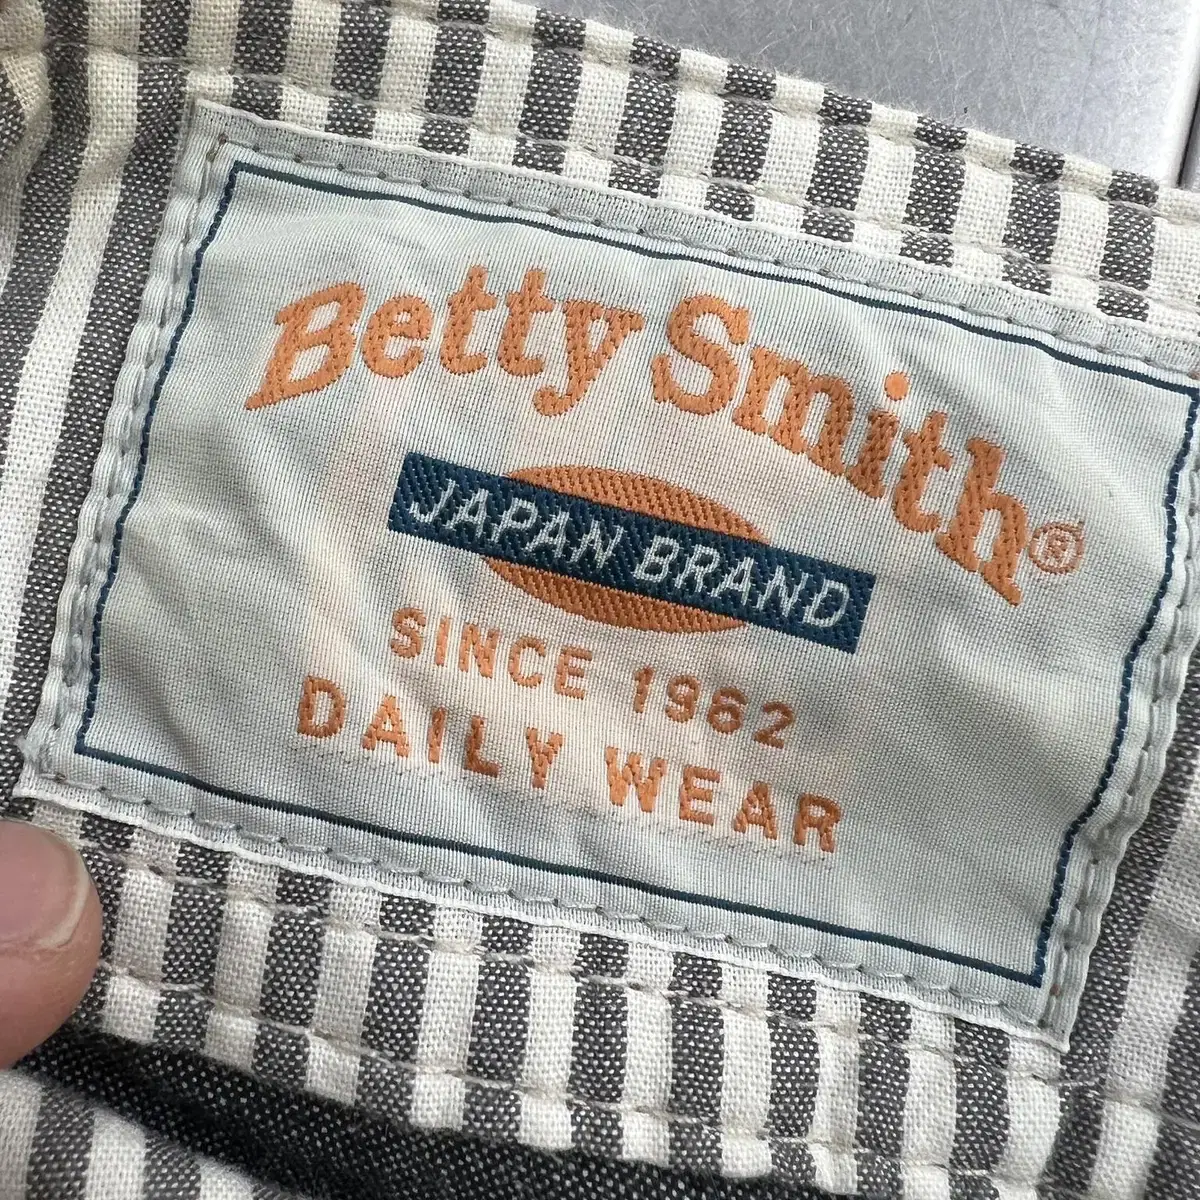 Betty Smith®
JAPAN BRAND
SINCE 1962
DAILY WEAR